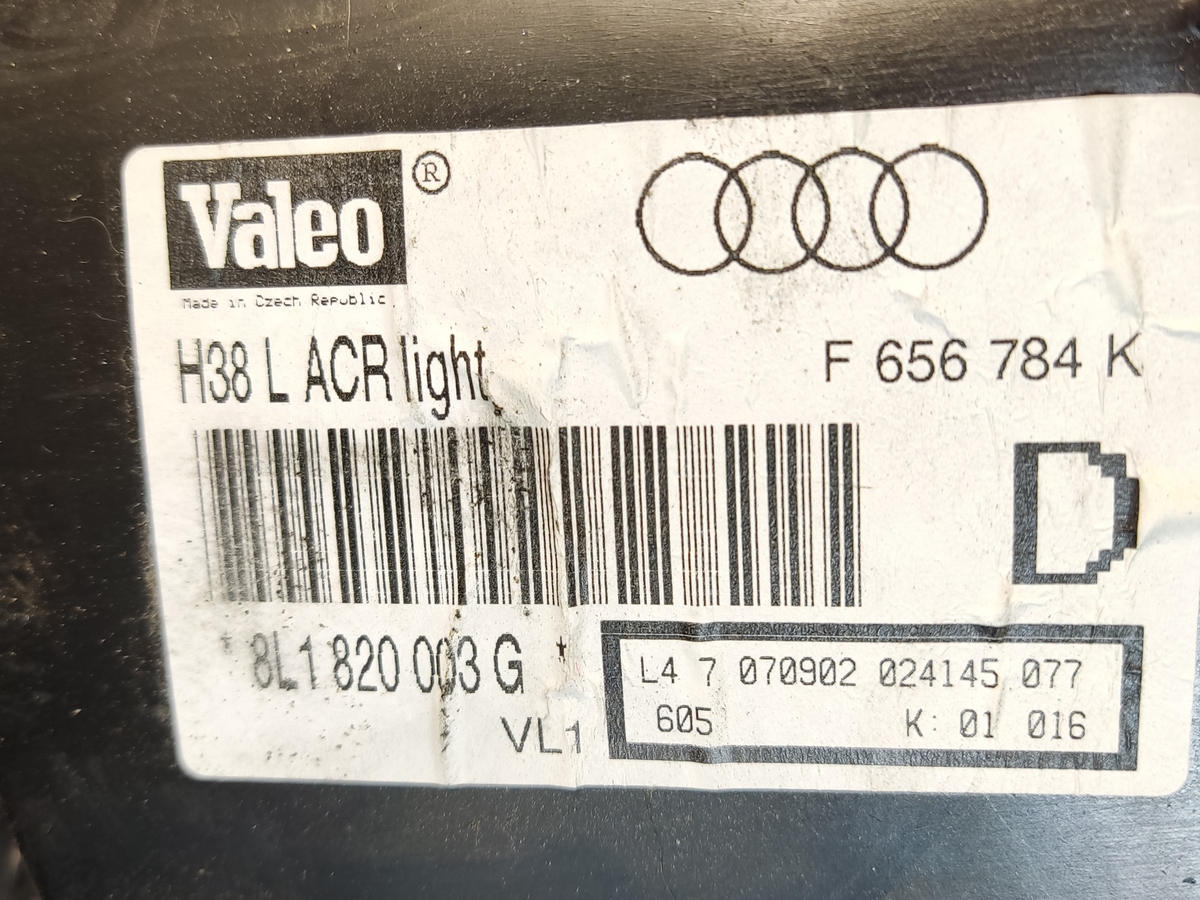 Valeo ®
Made in Czech Republic
H38 L ACR light
F 656 784 K
D
* 8L1 820 003 G *
VL1
L4 7 070902 024145 077
605 K: 01 016